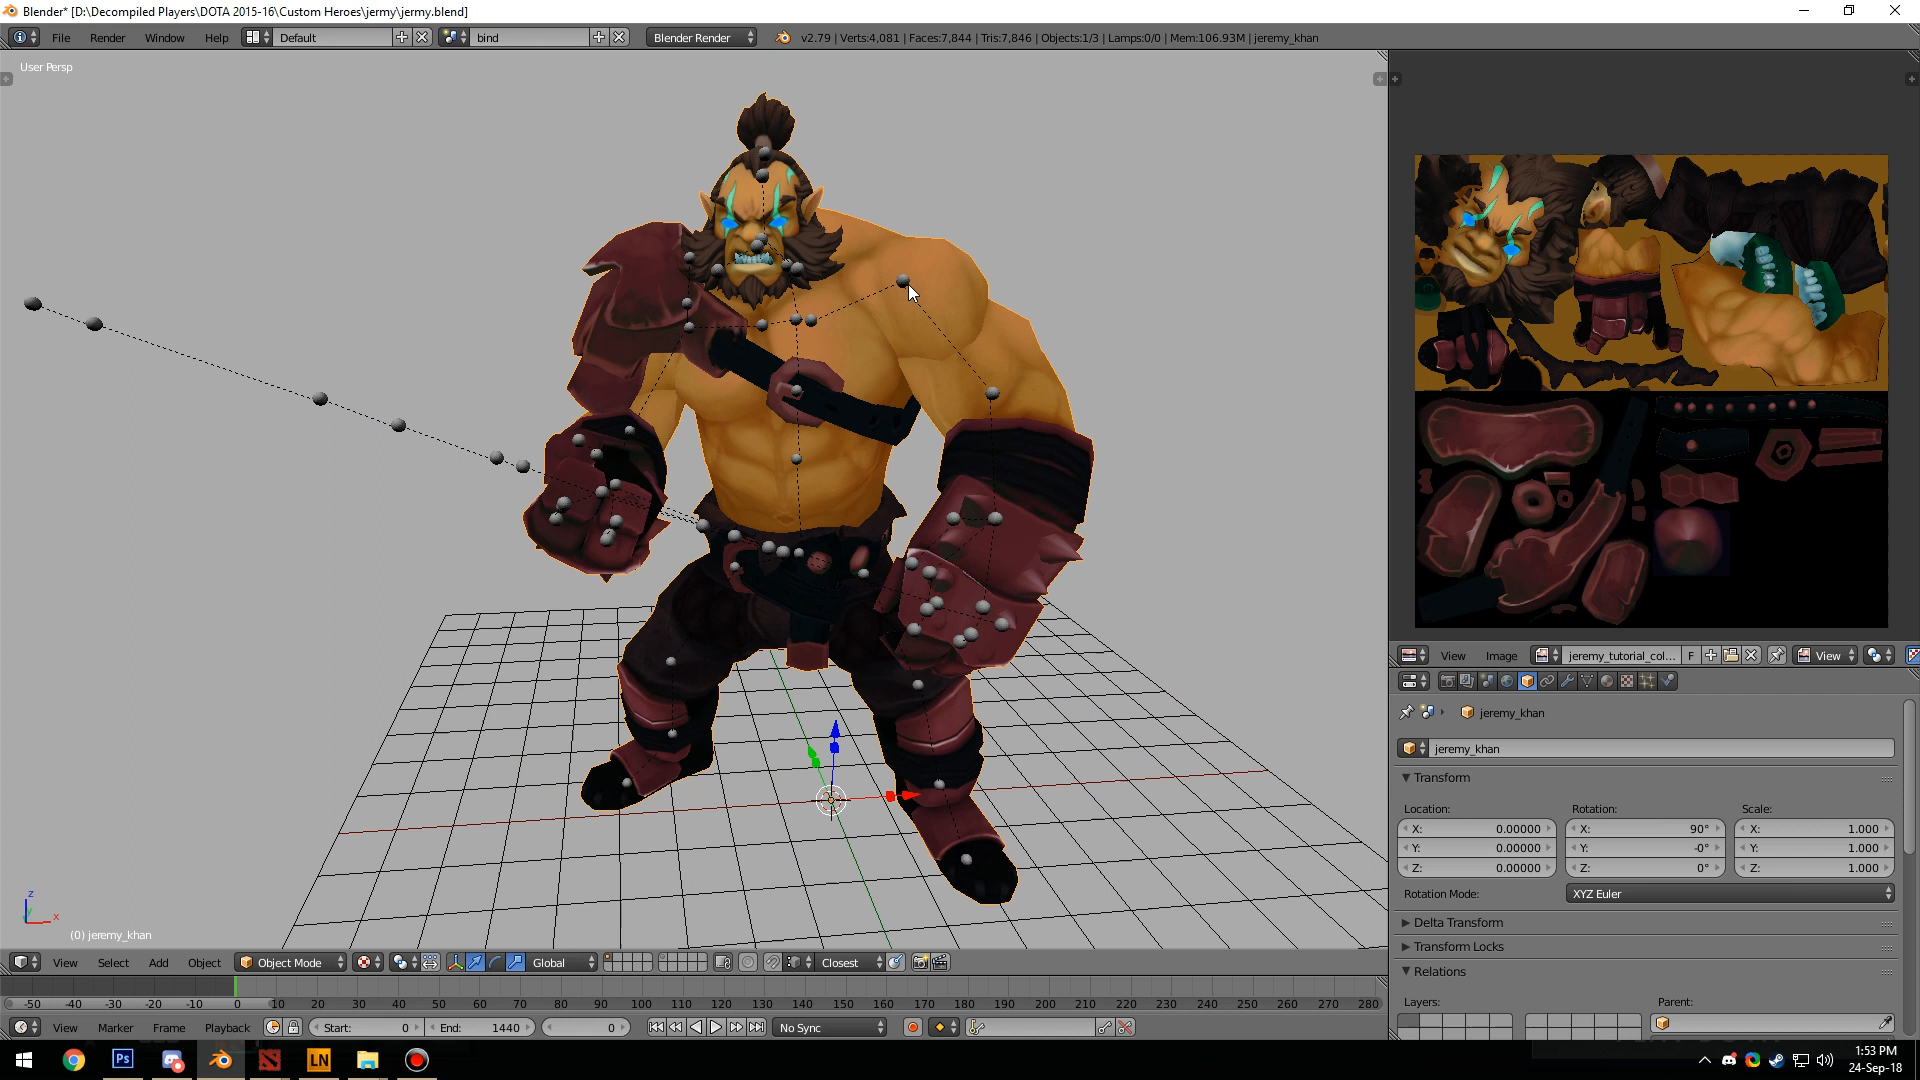 Blender* [D:\Decompiled Players\DOTA 2015-16\Custom Heroes\jermy\jermy.blend]
File Render Window Help Default bind Blender Render v2.79 | Verts:4,081 | Faces:7,844 | Tris:7,846 | Objects:1/3 | Lamps:0/0 | Mem:106.93M | jeremy_khan
User Persp
View Image jeremy_tutorial_col... F View
jeremy_khan
jeremy_khan
Transform
Location: Rotation: Scale:
X: 0.00000 X: 90° X: 1.000
Y: 0.00000 Y: -0° Y: 1.000
Z: 0.00000 Z: 0° Z: 1.000
Rotation Mode: XYZ Euler
Delta Transform
Transform Locks
Relations
Layers: Parent:
z
y x
(0) jeremy_khan
View Select Add Object Object Mode Global Closest
-50 -40 -30 -20 -10 0 10 20 30 40 50 60 70 80 90 100 110 120 130 140 150 160 170 180 190 200 210 220 230 240 250 260 270 280
View Marker Frame Playback Start: 0 End: 1440 0 No Sync
Ps LN
1:53 PM
24-Sep-18